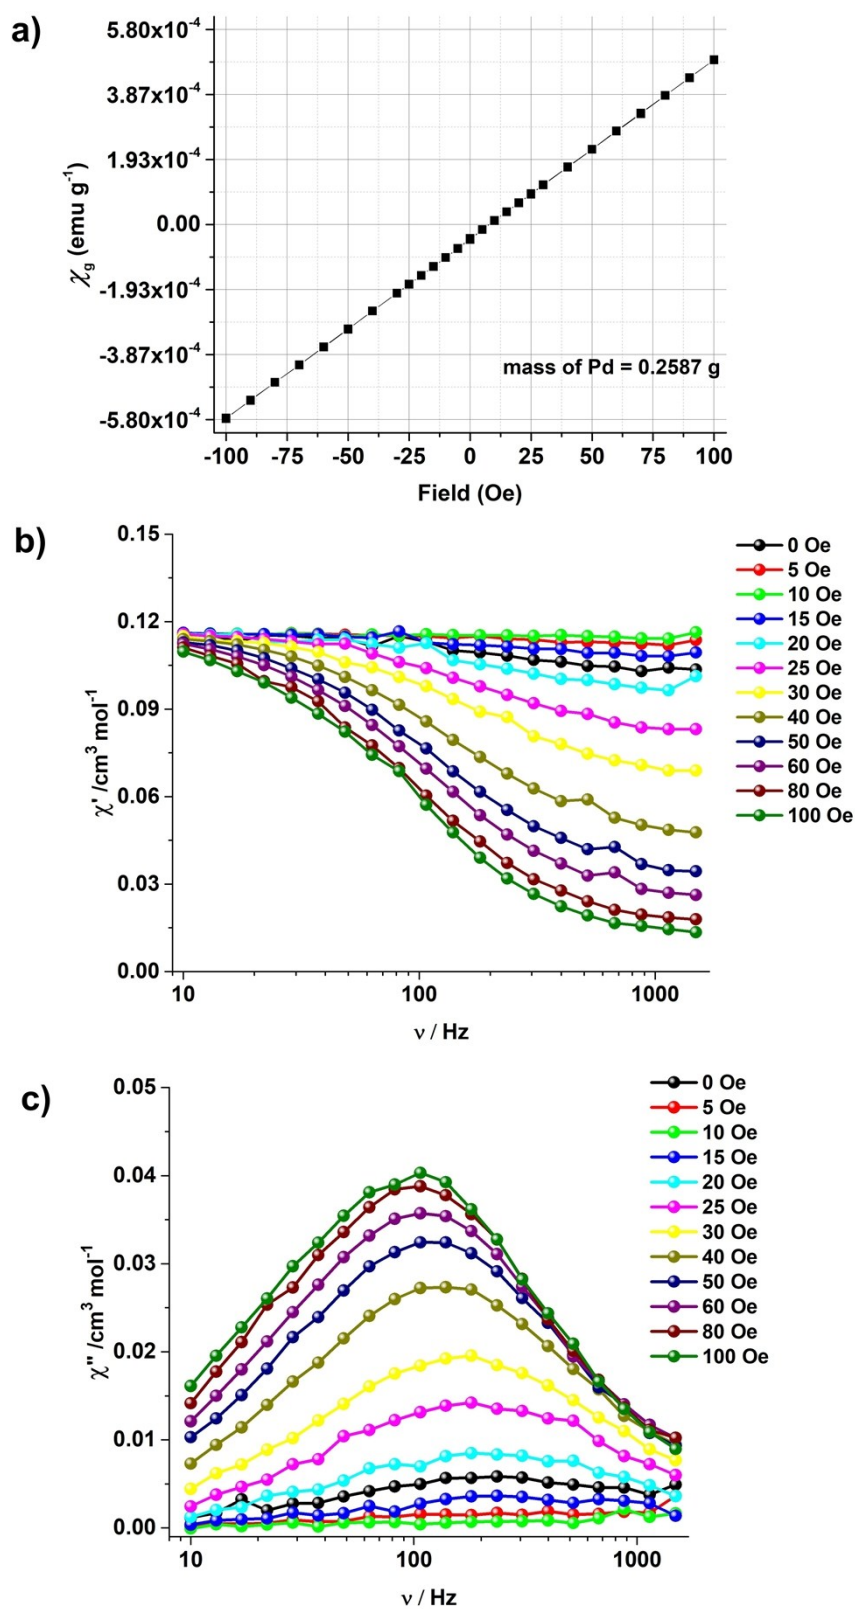 a)
5.80x10⁻⁴
3.87x10⁻⁴
1.93x10⁻⁴
0.00
-1.93x10⁻⁴
-3.87x10⁻⁴
-5.80x10⁻⁴
χg (emu g⁻¹)
mass of Pd = 0.2587 g
-100 -75 -50 -25 0 25 50 75 100
Field (Oe)
b)
0.15
0.12
0.09
0.06
0.03
0.00
χ' /cm³ mol⁻¹
10 100 1000
ν / Hz
0 Oe
5 Oe
10 Oe
15 Oe
20 Oe
25 Oe
30 Oe
40 Oe
50 Oe
60 Oe
80 Oe
100 Oe
c)
0.05
0.04
0.03
0.02
0.01
0.00
χ'' /cm³ mol⁻¹
10 100 1000
ν / Hz
0 Oe
5 Oe
10 Oe
15 Oe
20 Oe
25 Oe
30 Oe
40 Oe
50 Oe
60 Oe
80 Oe
100 Oe